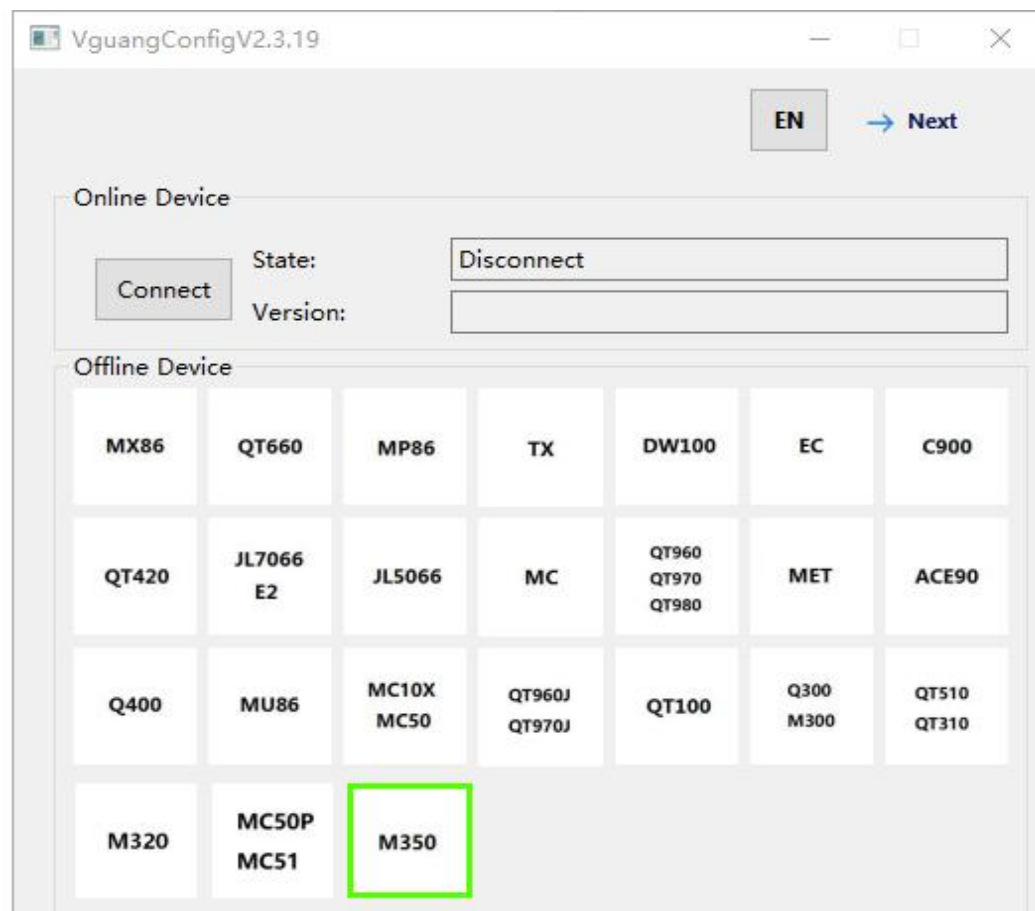 VguangConfigV2.3.19
EN
Next
Online Device
Connect
State:
Disconnect
Version:
Offline Device
MX86
QT660
MP86
TX
DW100
EC
C900
QT420
JL7066
E2
JL5066
MC
QT960
QT970
QT980
MET
ACE90
Q400
MU86
MC10X
MC50
QT960J
QT970J
QT100
Q300
M300
QT510
QT310
M320
MC50P
MC51
M350